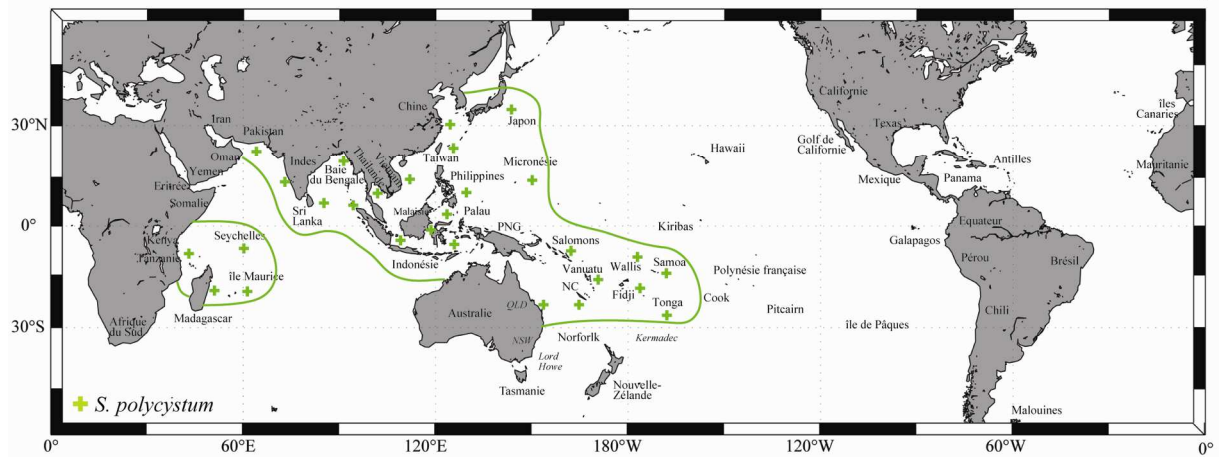 Chine
Japon
Californie
Texas
îles
Canaries
30°N
Iran
Pakistan
Taiwan
Golf de
Californie
Hawaii
Oman
Indes
Baie
du Bengale
Thaïlande
Vietnam
Micronésie
Antilles
Mauritanie
Yemen
Eritrée
Philippines
Mexique
Panama
Somalie
Sri
Lanka
Malaisie
Palau
0°
Kenya
Seychelles
PNG
Kiribas
Equateur
Galapagos
Tanzanie
Salomons
Indonésie
île Maurice
Vanuatu
Wallis
Samoa
Polynésie française
Pérou
Brésil
NC
Fidji
Tonga
Cook
Pitcairn
Madagascar
Afrique
du Sud
Australie
QLD
Chili
30°S
île de Pâques
NSW
Norforlk
Kermadec
Lord
Howe
Tasmanie
Nouvelle-
Zélande
Malouines
S. polycystum
0°
60°E
120°E
180°W
120°W
60°W
0°